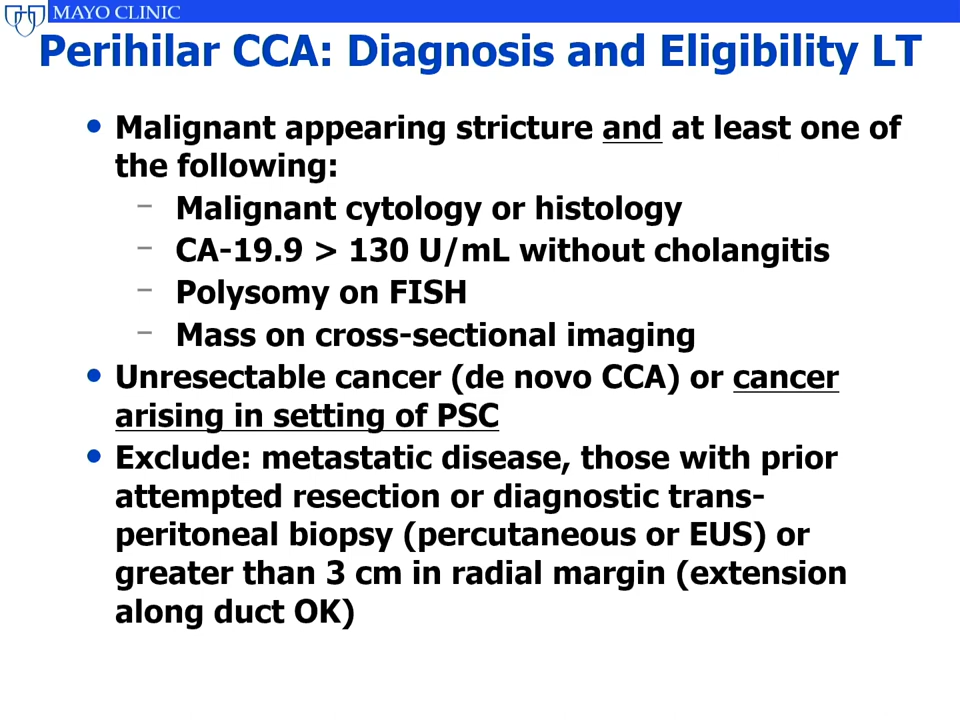 MAYO CLINIC
Perihilar CCA: Diagnosis and Eligibility LT
• Malignant appearing stricture and at least one of
the following:
– Malignant cytology or histology
– CA-19.9 > 130 U/mL without cholangitis
– Polysomy on FISH
– Mass on cross-sectional imaging
• Unresectable cancer (de novo CCA) or cancer
arising in setting of PSC
• Exclude: metastatic disease, those with prior
attempted resection or diagnostic trans-
peritoneal biopsy (percutaneous or EUS) or
greater than 3 cm in radial margin (extension
along duct OK)